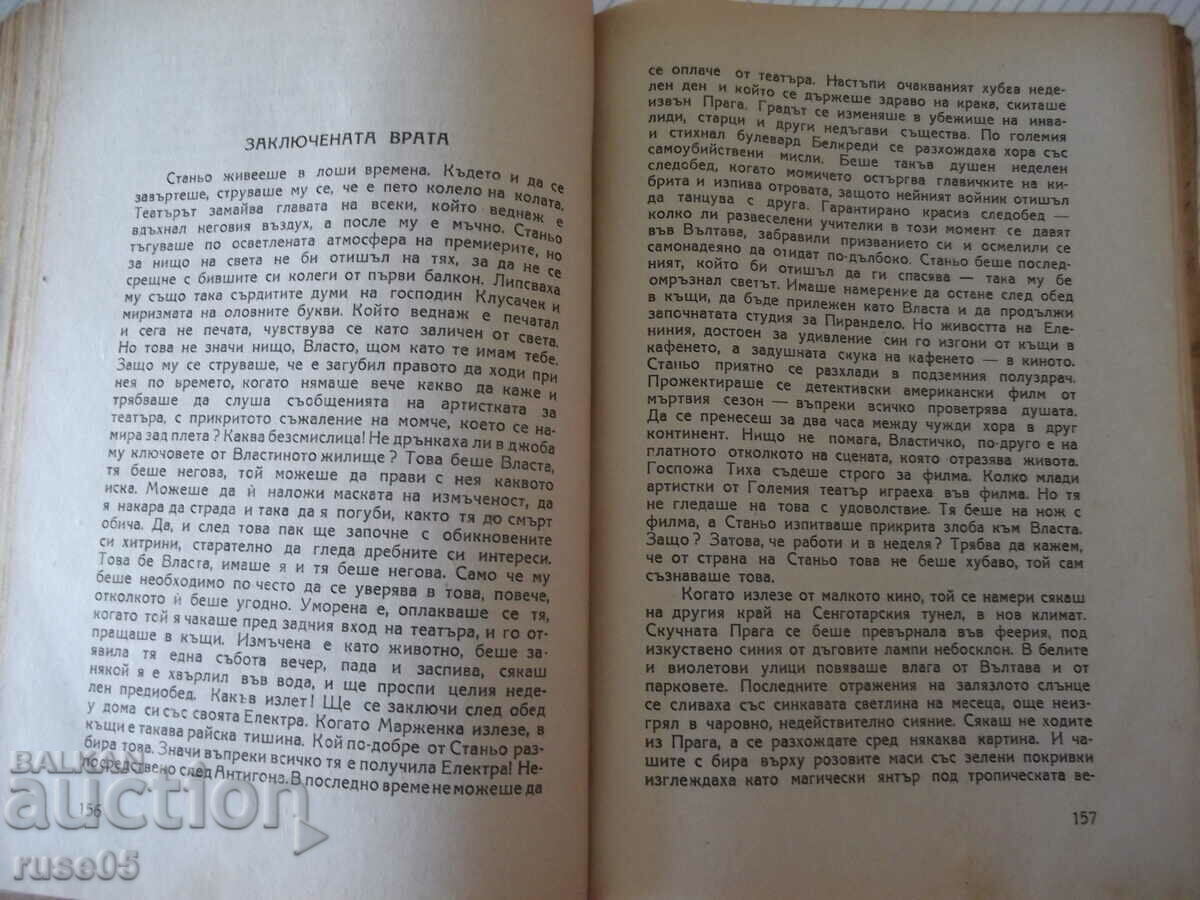 ЗАКЛЮЧЕНАТА ВРАТА
Станьо живееше в лоши времена. Където и да се
завъртеше, струваше му се, че е пето колело на колата.
Театърът замайва главата на всеки, който веднаж е
вдъхнал неговия въздух, а после му е мъчно. Станьо
тъгуваше по осветлената атмосфера на премиерите, но
за нищо на света не би отишъл на тях, за да не се
срещне с бившите си колеги от първи балкон. Липсваха
му също така сърдитите думи на господин Клусачек и
миризмата на оловните букви. Който веднаж е печатал
и сега не печата, чувствува се като заличен от света.
Но това не значи нищо, Власто, щом като те имам тебе.
Защо му се струваше, че е загубил правото да ходи при
нея по времето, когато нямаше вече какво да каже и
трябваше да слуша съобщенията на артистката за
театъра, с прикритото съжаление на момче, което се на-
мира зад плета? Каква безсмислица! Не дрънкаха ли в джоба
му ключовете от Властиното жилище? Това беше Власта,
тя беше негова, той можеше да прави с нея каквото
иска. Можеше да ѝ наложи маската на измъченост, да
я накара да страда и така да я погуби, както тя до смърт
обича. Да, и след това пак ще започне с обикновените
си хитрини, старателно да гледа дребните си интереси.
Това бе Власта, имаше я и тя беше негова. Само че му
беше необходимо по често да се уверява в това, повече,
отколкото ѝ беше угодно. Уморена е, оплакваше се тя,
когато той я чакаше пред задния вход на театъра, и го от-
пращаше в къщи. Измъчена е като животно, беше за-
явила тя една събота вечер, пада и заспива, сякаш
някой я е хвърлил във вода, и ще проспи целия неде-
лен предиобед. Какъв излет! Ще се заключи след обед
у дома си със своята Електра. Когато Марженка излезе, в
къщи е такава райска тишина. Кой по-добре от Станьо раз-
бира това. Значи въпреки всичко тя е получила Електра! Не-
посредствено след Антигона. В последно време не можеше да
156
се оплаче от театъра. Настъпи очакваният хубав неде-
лен ден и който се държеше здраво на крака, скиташе
извън Прага. Градът се изменяше в убежище на инва-
лиди, старци и други недъгави същества. По големия
и стихнал булевард Белкреди се разхождаха хора със
самоубийствени мисли. Беше такъв душен неделен
следобед, когато момичето остъргва главичките на ки-
брита и изпива отровата, защото нейният войник отишъл
да танцува с друга. Гарантирано красив следобед —
колко ли развеселени учителки в този момент се давят
във Вълтава, забравили призванието си и осмелили се
самонадеяно да отидат по-дълбоко. Станьо беше послед-
ният, който би отишъл да ги спасява — така му бе
омръзнал светът. Имаше намерение да остане след обед
в къщи, да бъде прилежен като Власта и да продължи
започнатата студия за Пирандело. Но живостта на Еле-
ниния, достоен за удивление син го изгони от къщи в
кафенето, а задушната скука на кафенето — в киното.
Станьо приятно се разхлади в подземния полуздрач.
Прожектираше се детективски американски филм от
мъртвия сезон — въпреки всичко проветрява душата.
Да се пренесеш за два часа между чужди хора в друг
континент. Нищо не помага, Властичко, по-друго е на
платното отколкото на сцената, която отразява живота.
Госпожа Тиха съдеше строго за филма. Колко млади
артистки от Големия театър играеха във филма. Но тя
не гледаше на това с удоволствие. Тя беше на нож с
филма, а Станьо изпитваше прикрита злоба към Власта.
Защо? Затова, че работи и в неделя? Трябва да кажем,
че от страна на Станьо това не беше хубаво, той сам
съзнаваше това.
Когато излезе от малкото кино, той се намери сякаш
на другия край на Сенготарския тунел, в нов климат.
Скучната Прага се беше превърнала във феерия, под
изкуствено синия от дъговите лампи небосклон. В белите
и виолетови улици повяваше влага от Вълтава и от
парковете. Последните отражения на залязлото слънце
се сливаха със синкавата светлина на месеца, още неиз-
грял в чаровно, недействително сияние. Сякаш не ходите
из Прага, а се разхождате сред някаква картина. И ча-
шите с бира върху розовите маси със зелени покривки
изглеждаха като магически янтър под тропическата ве-
157
BALKAN
auction
ruse05